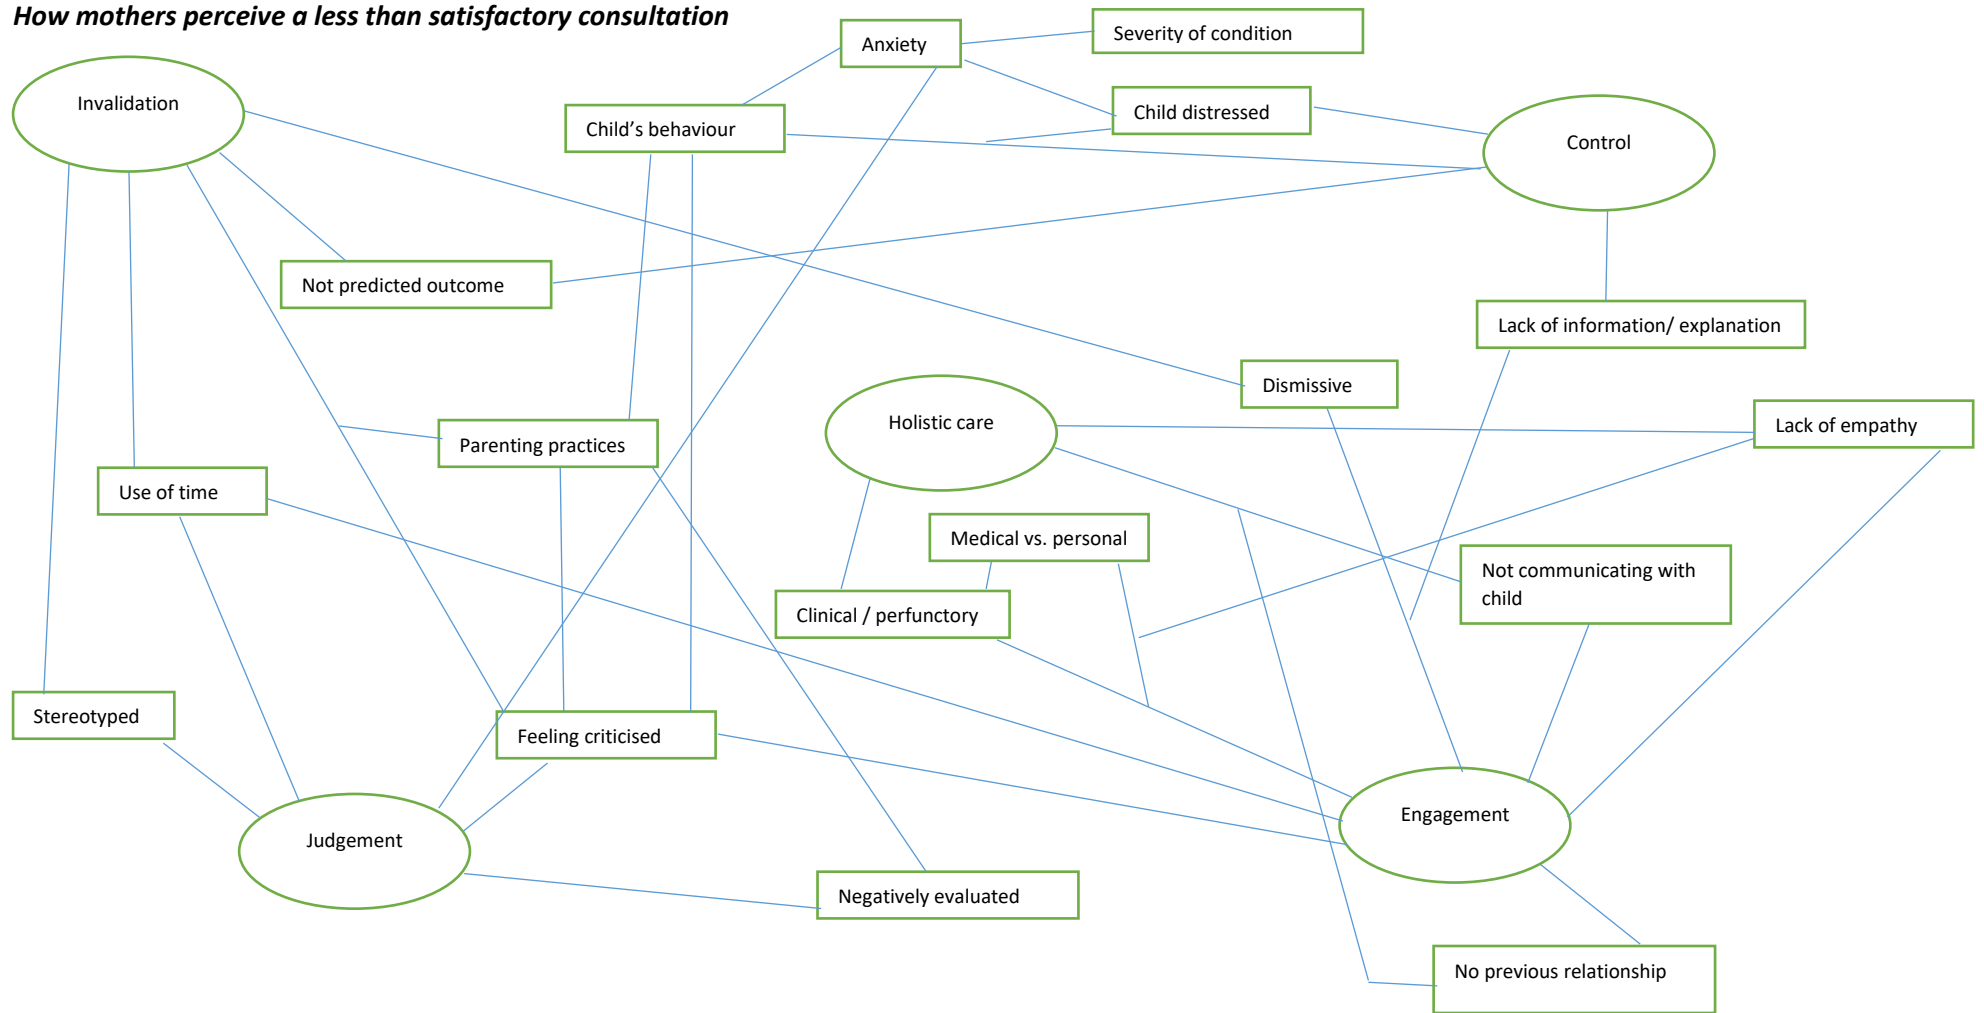 How mothers perceive a less than satisfactory consultation
Anxiety
Severity of condition
Invalidation
Child's behaviour
Child distressed
Control
Not predicted outcome
Lack of information/ explanation
Dismissive
Holistic care
Lack of empathy
Parenting practices
Use of time
Medical vs. personal
Not communicating with
child
Clinical / perfunctory
Stereotyped
Feeling criticised
Engagement
Judgement
Negatively evaluated
No previous relationship